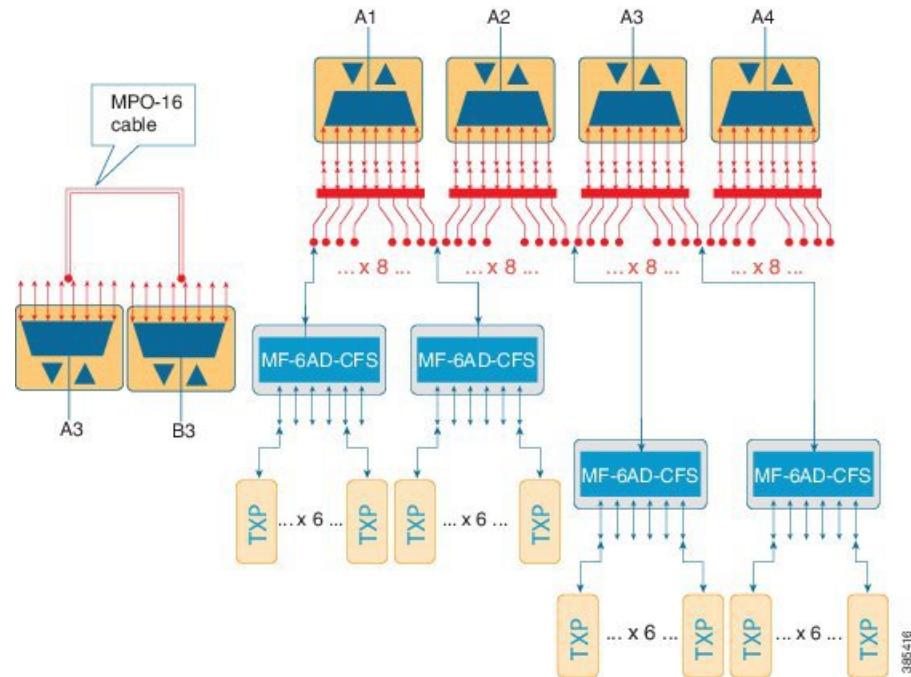 A1 A2 A3 A4
MPO-16
cable
... x 8 ... ... x 8 ... ... x 8 ... ... x 8 ...
MF-6AD-CFS MF-6AD-CFS
A3 B3
MF-6AD-CFS MF-6AD-CFS
TXP ... x 6 ... TXP TXP ... x 6 ... TXP
TXP ... x 6 ... TXP TXP ... x 6 ... TXP
385416